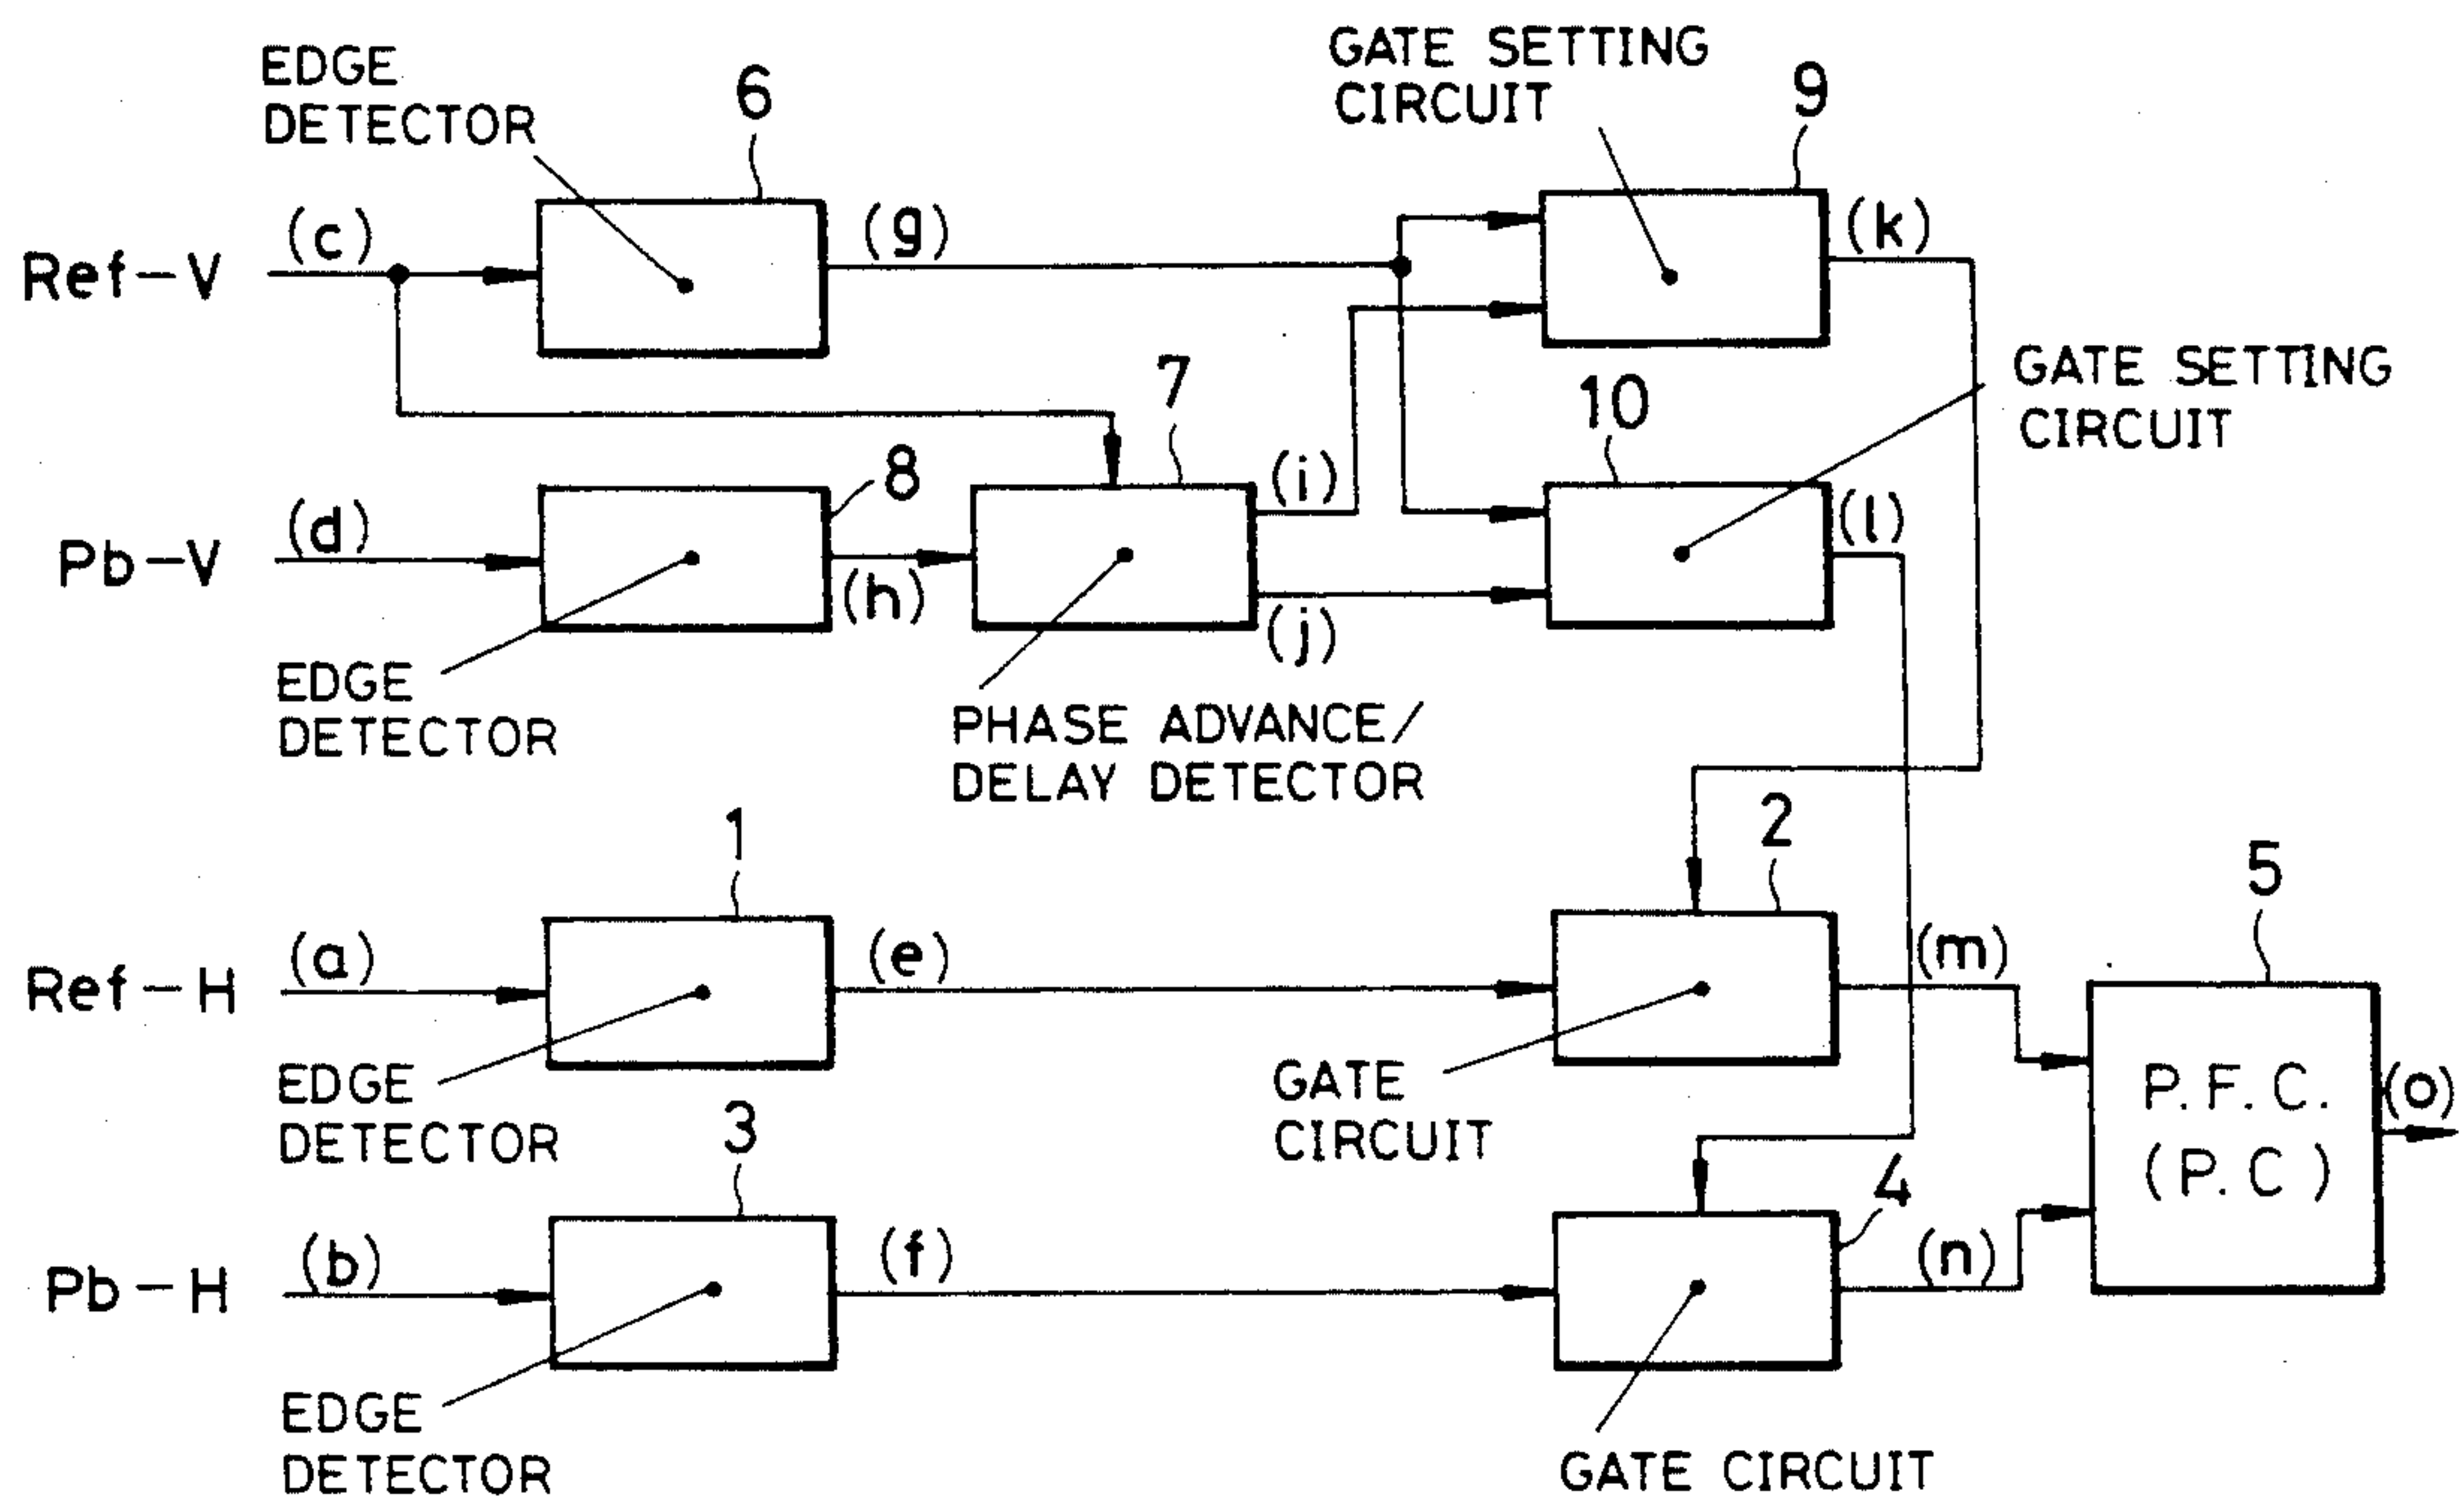 EDGE
DETECTOR
6
GATE SETTING
CIRCUIT
9
Ref-V
(c)
(g)
(k)
7
10
GATE SETTING
CIRCUIT
Pb-V
(d)
8
(h)
(i)
(j)
(l)
EDGE
DETECTOR
PHASE ADVANCE/
DELAY DETECTOR
1
2
5
Ref-H
(a)
(e)
(m)
EDGE
DETECTOR
GATE
CIRCUIT
P.F.C.
(P.C)
(o)
3
4
Pb-H
(b)
(f)
(n)
EDGE
DETECTOR
GATE CIRCUIT